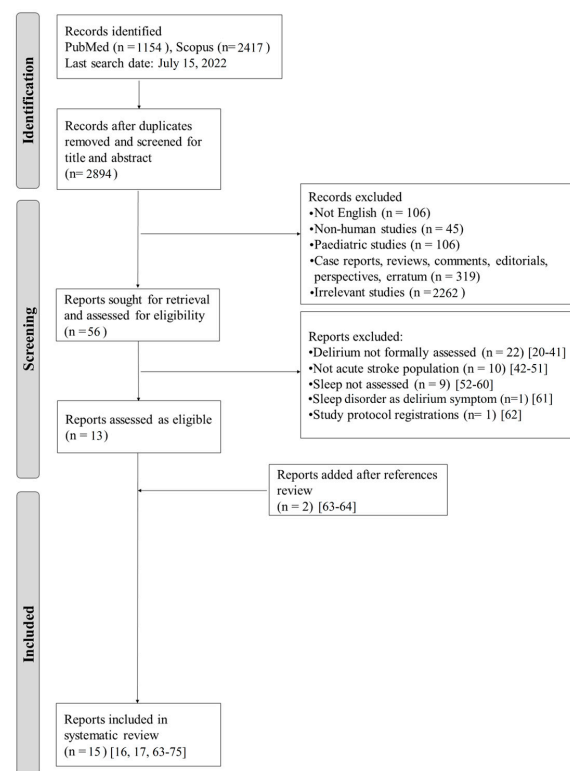 Identification
Records identified
PubMed (n =1154 ), Scopus (n= 2417 )
Last search date: July 15, 2022
Records after duplicates
removed and screened for
title and abstract
(n= 2894 )
Screening
Records excluded
•Not English (n = 106)
•Non-human studies (n = 45)
•Paediatric studies (n = 106)
•Case reports, reviews, comments, editorials,
perspectives, erratum (n = 319)
•Irrelevant studies (n =2262 )
Reports sought for retrieval
and assessed for eligibility
(n =56 )
Reports excluded:
•Delirium not formally assessed (n = 22) [20-41]
•Not acute stroke population (n = 10) [42-51]
•Sleep not assessed (n = 9) [52-60]
•Sleep disorder as delirium symptom (n=1) [61]
•Study protocol registrations (n= 1) [62]
Reports assessed as eligible
(n = 13)
Reports added after references
review
(n = 2) [63-64]
Included
Reports included in
systematic review
(n = 15 ) [16, 17, 63-75]